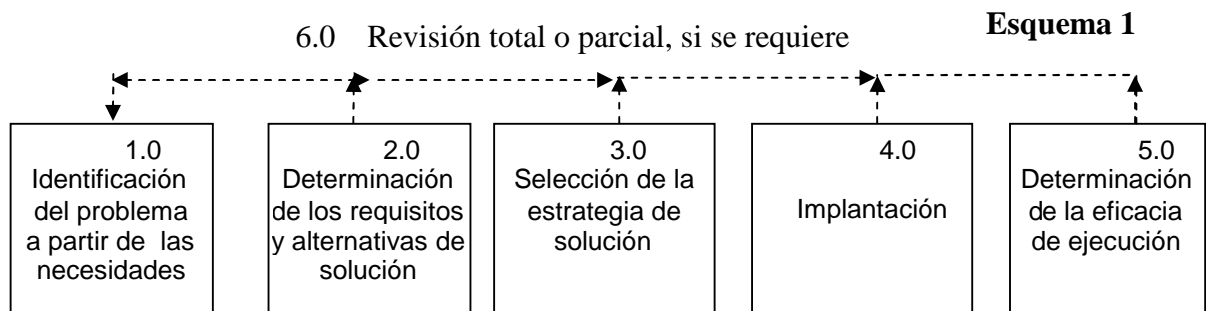 Esquema 1
6.0 Revisión total o parcial, si se requiere
1.0
Identificación
del problema
a partir de las
necesidades
2.0
Determinación
de los requisitos
y alternativas de
solución
3.0
Selección de la
estrategia de
solución
4.0
Implantación
5.0
Determinación
de la eficacia
de ejecución